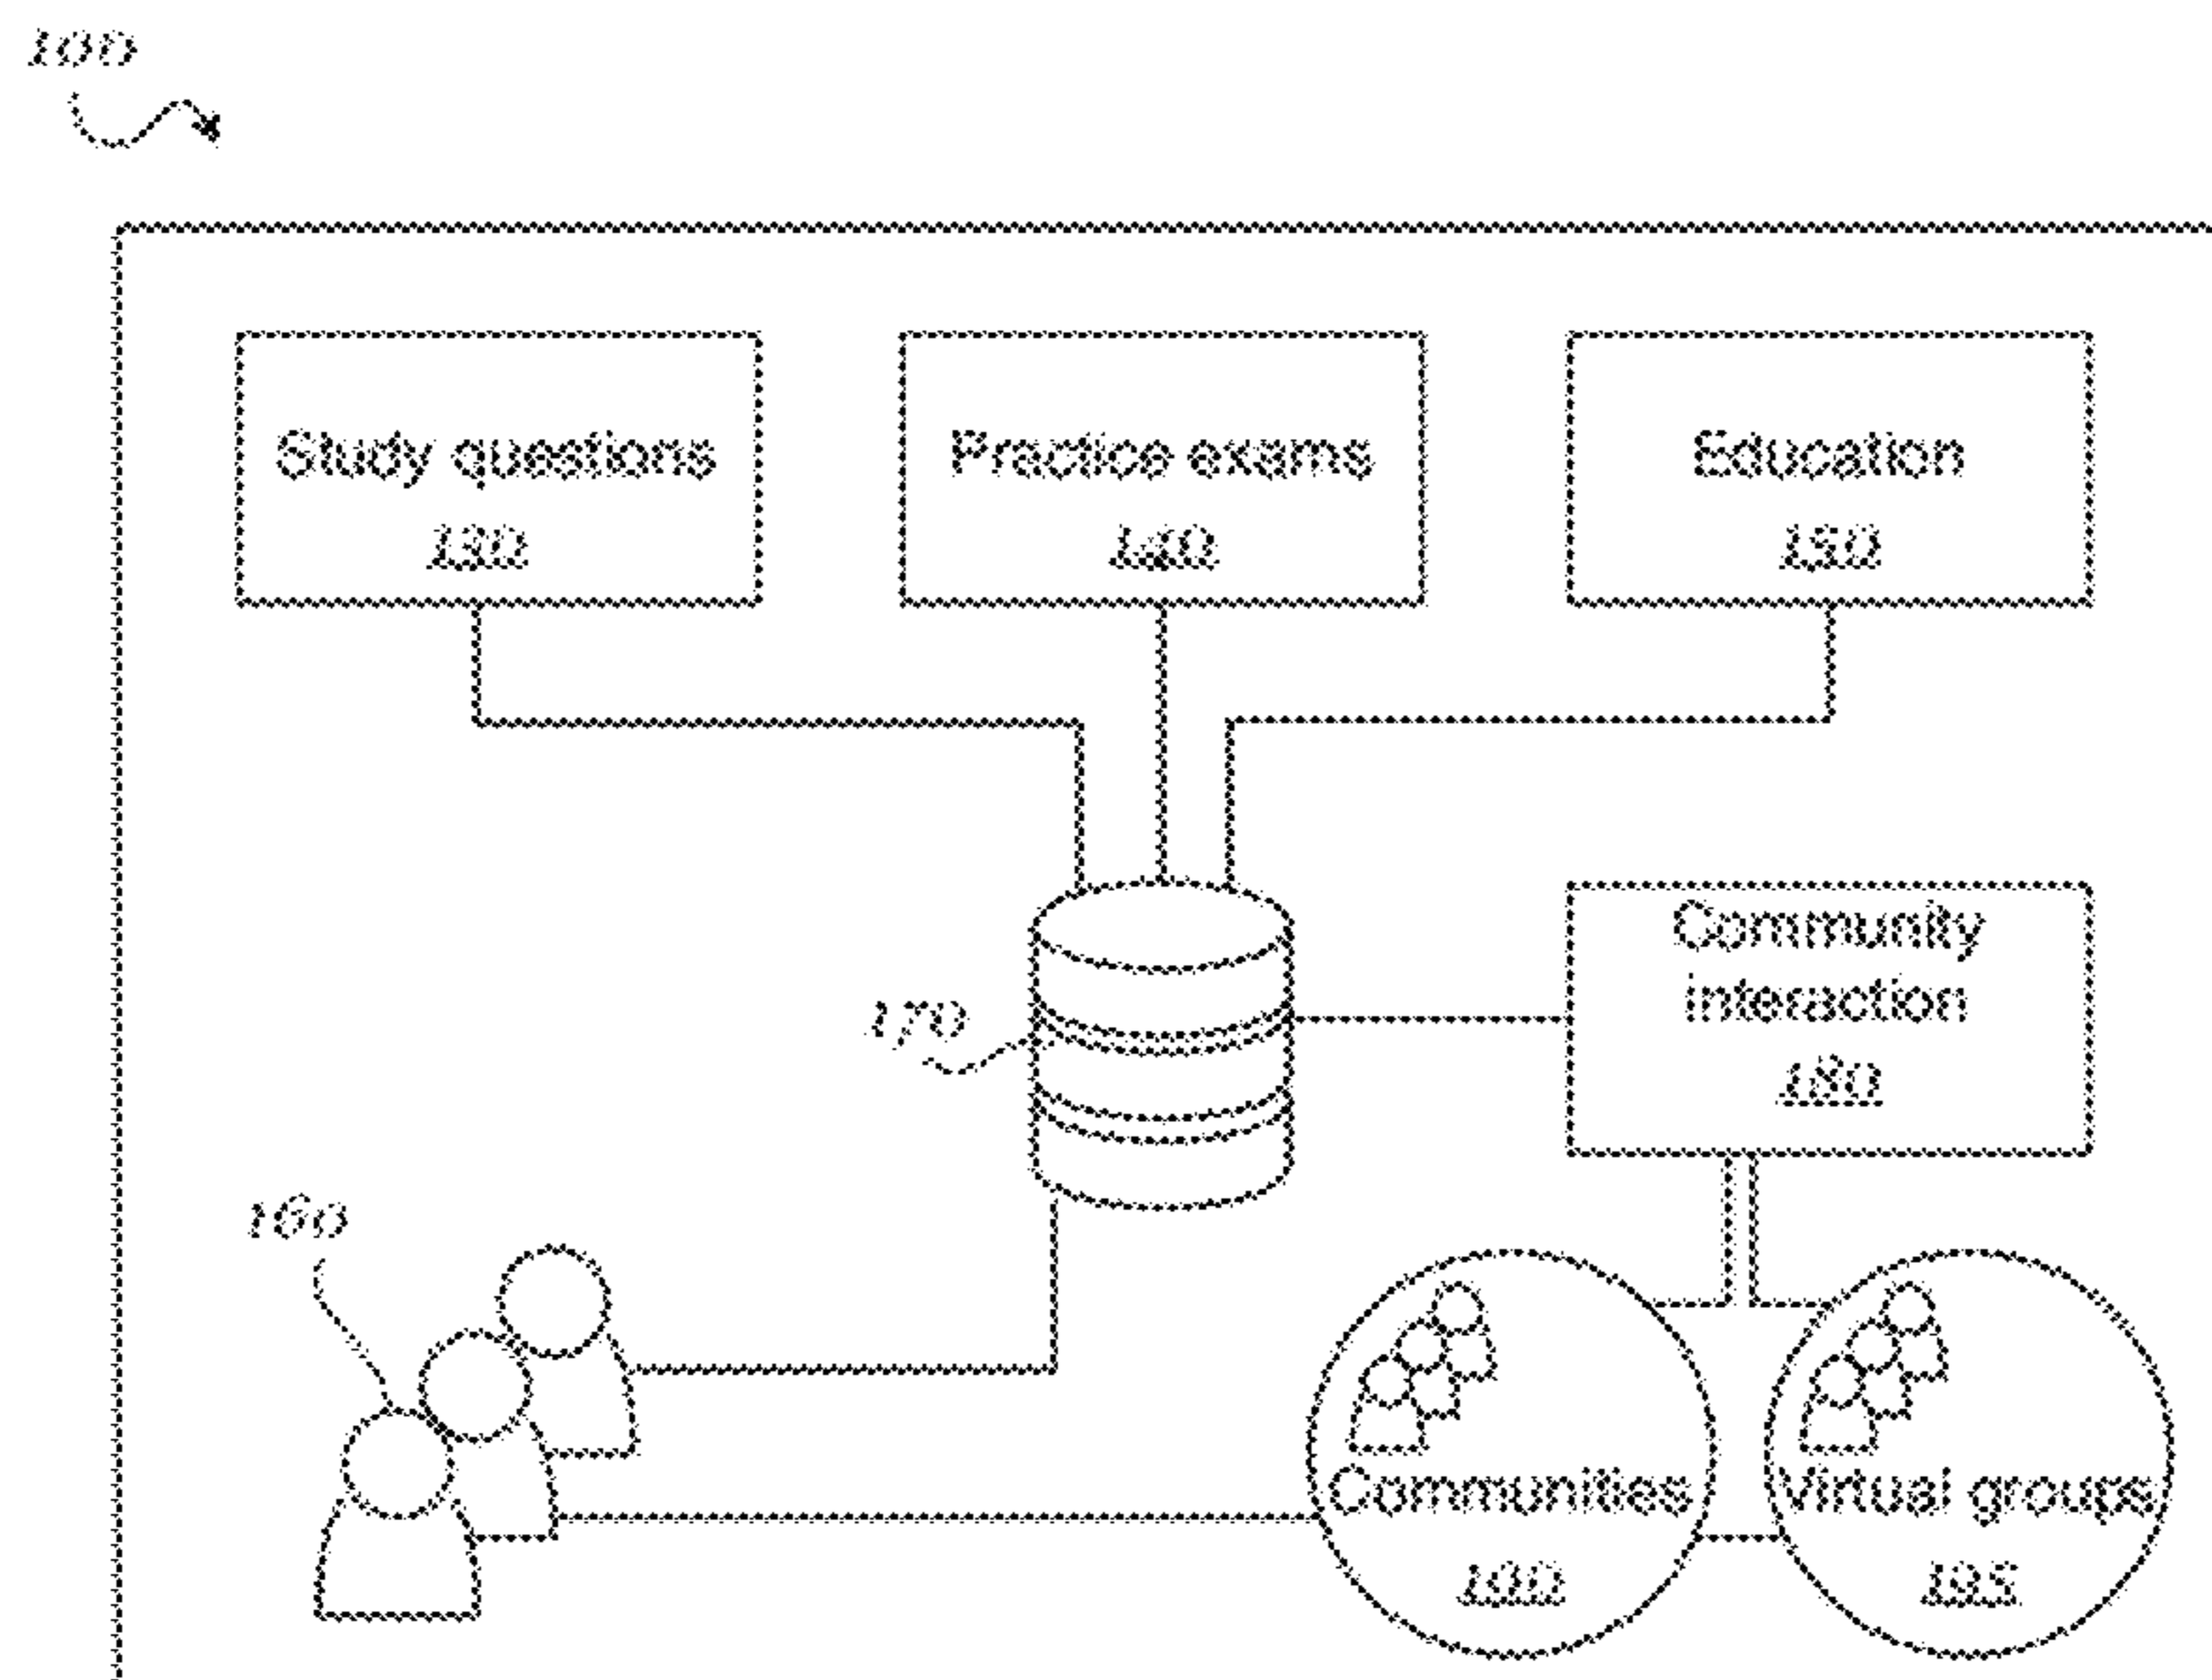 100
Study questions
130
Practice exams
140
Education
150
170
Community
interaction
180
160
Communities
190
Virtual groups
195